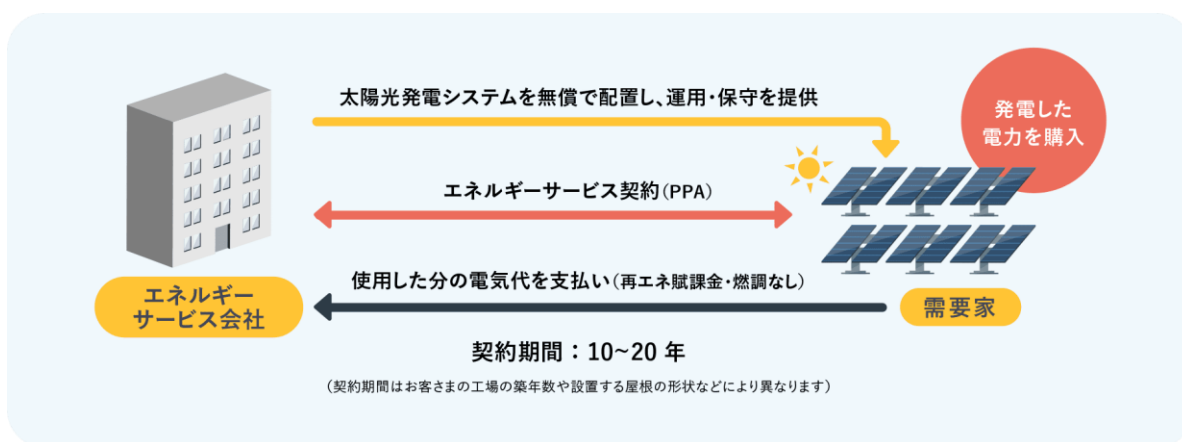 太陽光発電システムを無償で配置し、運用・保守を提供
発電した
電力を購入
エネルギーサービス契約（PPA）
使用した分の電気代を支払い（再エネ賦課金・燃調なし）
エネルギー
サービス会社
需要家
契約期間：10~20 年
（契約期間はお客さまの工場の築年数や設置する屋根の形状などにより異なります）